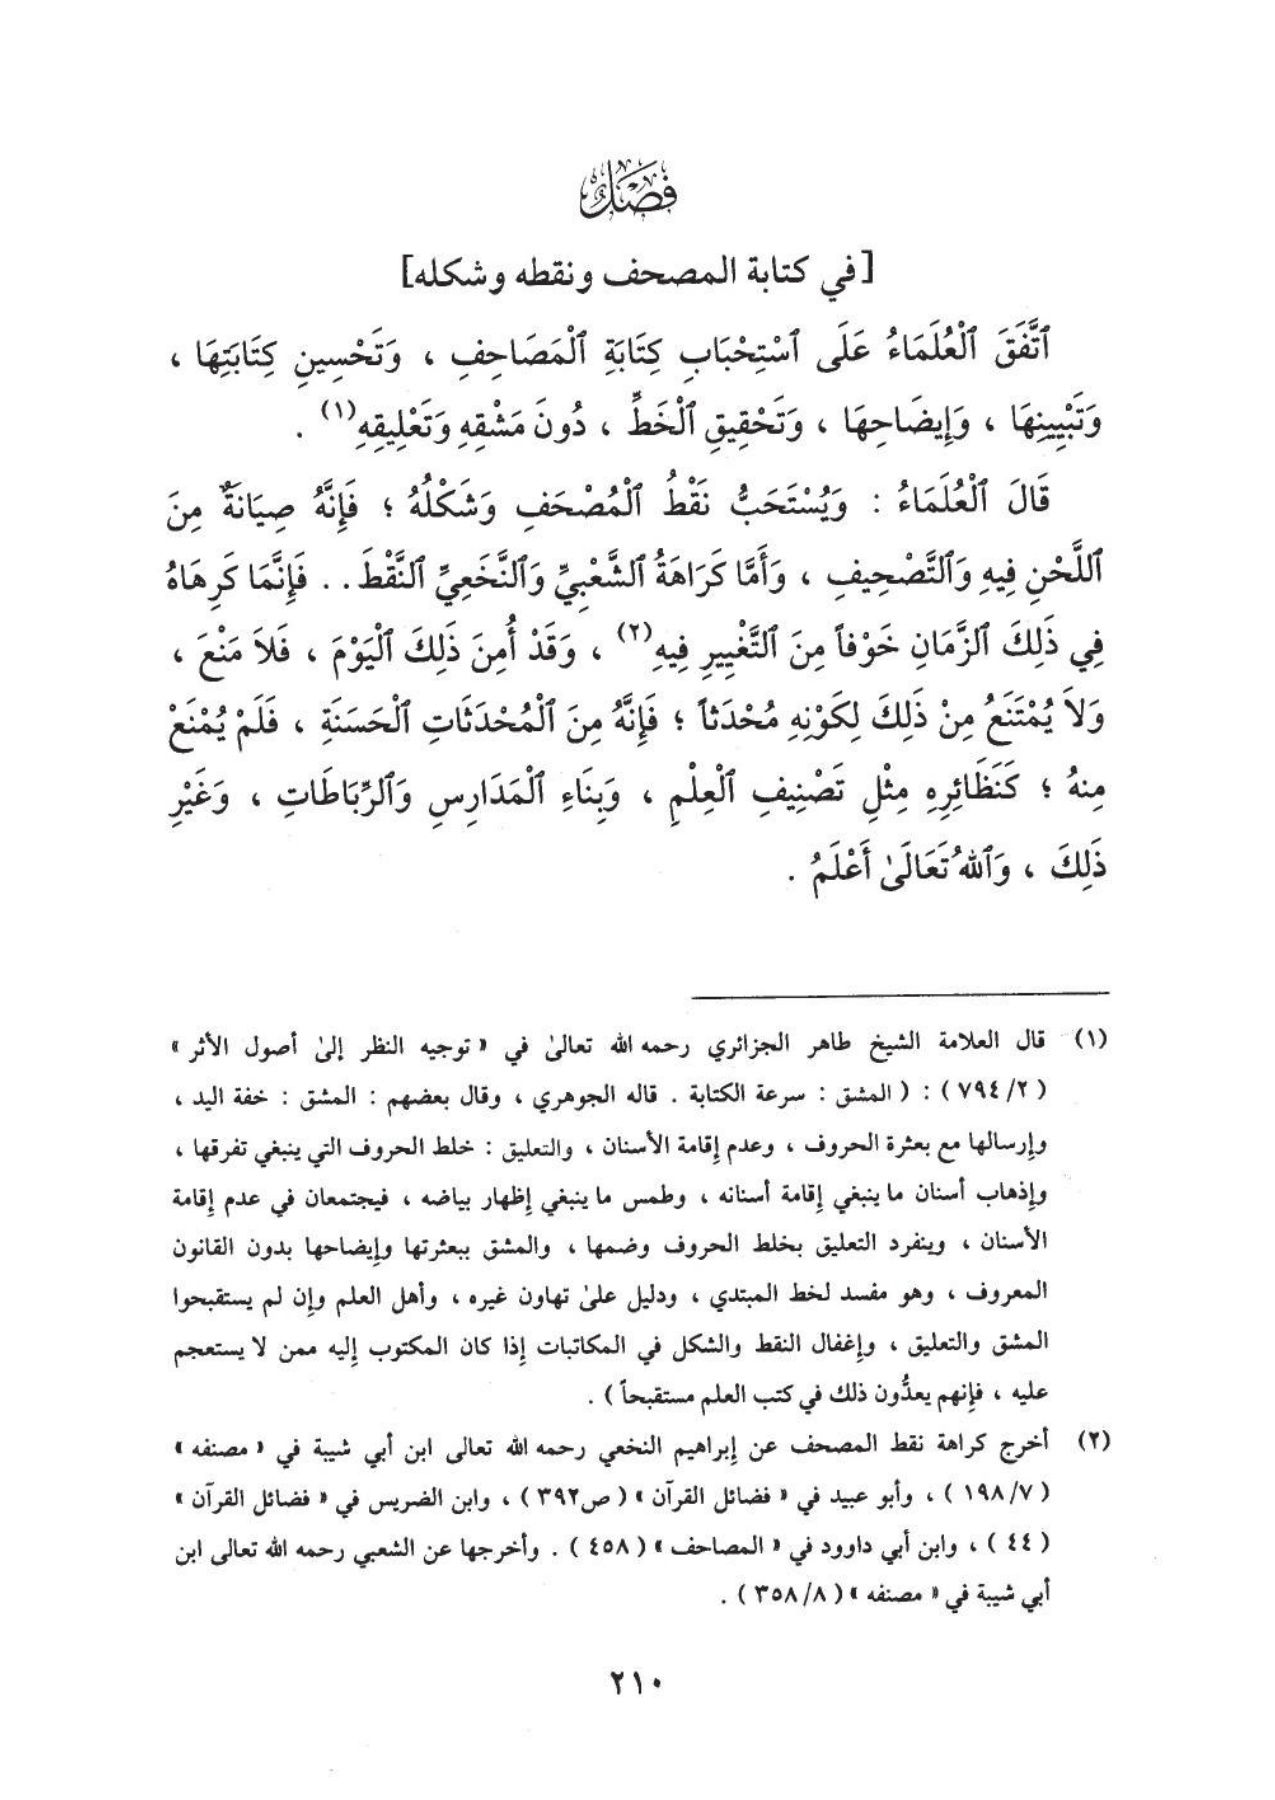 فَصْلٌ
[في كتابة المصحف ونقطه وشكله]
ٱتَّفَقَ ٱلْعُلَمَاءُ عَلَى ٱسْتِحْبَابِ كِتَابَةِ ٱلْمَصَاحِفِ ، وَتَحْسِينِ كِتَابَتِهَا ،
وَتَبْيِينِهَا ، وَإِيضَاحِهَا ، وَتَحْقِيقِ ٱلْخَطِّ ، دُونَ مَشْقِهِ وَتَعْلِيقِهِ(١) .
قَالَ ٱلْعُلَمَاءُ : وَيُسْتَحَبُّ نَقْطُ ٱلْمُصْحَفِ وَشَكْلُهُ ؛ فَإِنَّهُ صِيَانَةٌ مِنَ
ٱللَّحْنِ فِيهِ وَٱلتَّصْحِيفِ ، وَأَمَّا كَرَاهَةُ ٱلشَّعْبِيِّ وَٱلنَّخَعِيِّ ٱلنَّقْطَ . . فَإِنَّمَا كَرِهَاهُ
فِي ذَلِكَ ٱلزَّمَانِ خَوْفاً مِنَ ٱلتَّغْيِيرِ فِيهِ(٢) ، وَقَدْ أُمِنَ ذَلِكَ ٱلْيَوْمَ ، فَلاَ مَنْعَ ،
وَلاَ يُمْتَنَعُ مِنْ ذَلِكَ لِكَوْنِهِ مُحْدَثاً ؛ فَإِنَّهُ مِنَ ٱلْمُحْدَثَاتِ ٱلْحَسَنَةِ ، فَلَمْ يُمْنَعْ
مِنهُ ؛ كَنَظَائِرِهِ مِثْلِ تَصْنِيفِ ٱلْعِلْمِ ، وَبِنَاءِ ٱلْمَدَارِسِ وَٱلرِّبَاطَاتِ ، وَغَيْرِ
ذَلِكَ ، وَٱللهُ تَعَالَىٰ أَعْلَمُ .
(١) قال العلامة الشيخ طاهر الجزائري رحمه الله تعالىٰ في « توجيه النظر إلىٰ أصول الأثر »
( ٧٩٤/٢ ) : ( المشق : سرعة الكتابة . قاله الجوهري ، وقال بعضهم : المشق : خفة اليد ،
وإرسالها مع بعثرة الحروف ، وعدم إقامة الأسنان ، والتعليق : خلط الحروف التي ينبغي تفرقها ،
وإذهاب أسنان ما ينبغي إقامة أسنانه ، وطمس ما ينبغي إظهار بياضه ، فيجتمعان في عدم إقامة
الأسنان ، وينفرد التعليق بخلط الحروف وضمها ، والمشق ببعثرتها وإيضاحها بدون القانون
المعروف ، وهو مفسد لخط المبتدي ، ودليل علىٰ تهاون غيره ، وأهل العلم وإن لم يستقبحوا
المشق والتعليق ، وإغفال النقط والشكل في المكاتبات إذا كان المكتوب إليه ممن لا يستعجم
عليه ، فإنهم يعدُّون ذلك في كتب العلم مستقبحاً ) .
(٢) أخرج كراهة نقط المصحف عن إبراهيم النخعي رحمه الله تعالى ابن أبي شيبة في « مصنفه »
( ١٩٨/٧ ) ، وأبو عبيد في « فضائل القرآن » ( ص٣٩٢ ) ، وابن الضريس في « فضائل القرآن »
( ٤٤ ) ، وابن أبي داوود في « المصاحف » ( ٤٥٨ ) . وأخرجها عن الشعبي رحمه الله تعالى ابن
أبي شيبة في « مصنفه » ( ٣٥٨/٨ ) .
٢١٠